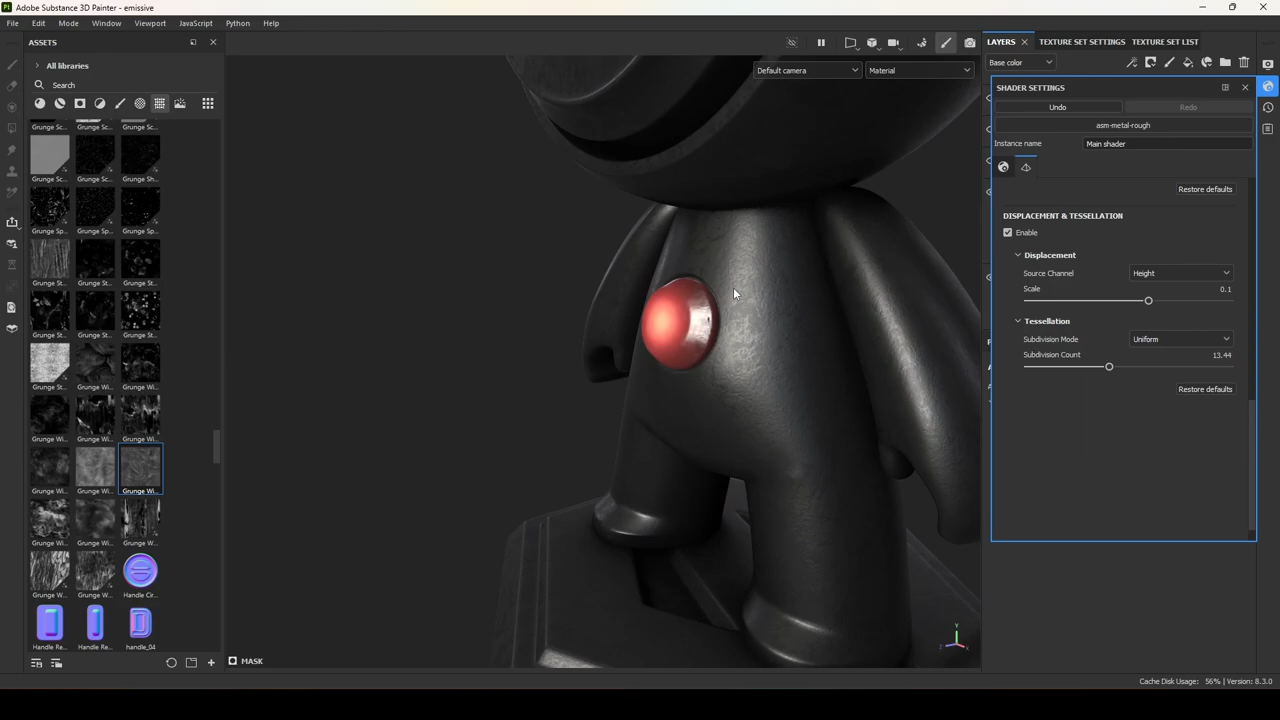 Adobe Substance 3D Painter - emissive
File Edit Mode Window Viewport JavaScript Python Help
ASSETS
All libraries
Search
Grunge Sc... Grunge Sc... Grunge Sc...
Grunge Sc... Grunge Sc... Grunge Sh...
Grunge Sp... Grunge Sp... Grunge Sp...
Grunge St... Grunge St... Grunge St...
Grunge St... Grunge St... Grunge St...
Grunge St... Grunge Wi... Grunge Wi...
Grunge Wi... Grunge Wi... Grunge Wi...
Grunge Wi... Grunge Wi... Grunge Wi...
Grunge Wi... Grunge Wi... Grunge W...
Grunge W... Grunge W... Handle Cir...
Handle Re... Handle Re... handle_04
Default camera
Material
MASK
LAYERS
TEXTURE SET SETTINGS
TEXTURE SET LIST
Base color
SHADER SETTINGS
Undo
Redo
asm-metal-rough
Instance name
Main shader
Restore defaults
DISPLACEMENT & TESSELLATION
Enable
Displacement
Source Channel
Height
Scale
0.1
Tessellation
Subdivision Mode
Uniform
Subdivision Count
13.44
Restore defaults
Y
Z
X
Cache Disk Usage: 56% | Version: 8.3.0